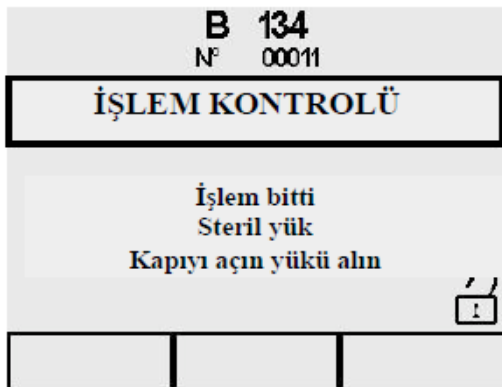 B 134
N° 00011
İŞLEM KONTROLÜ
İşlem bitti
Steril yük
Kapıyı açın yükü alın